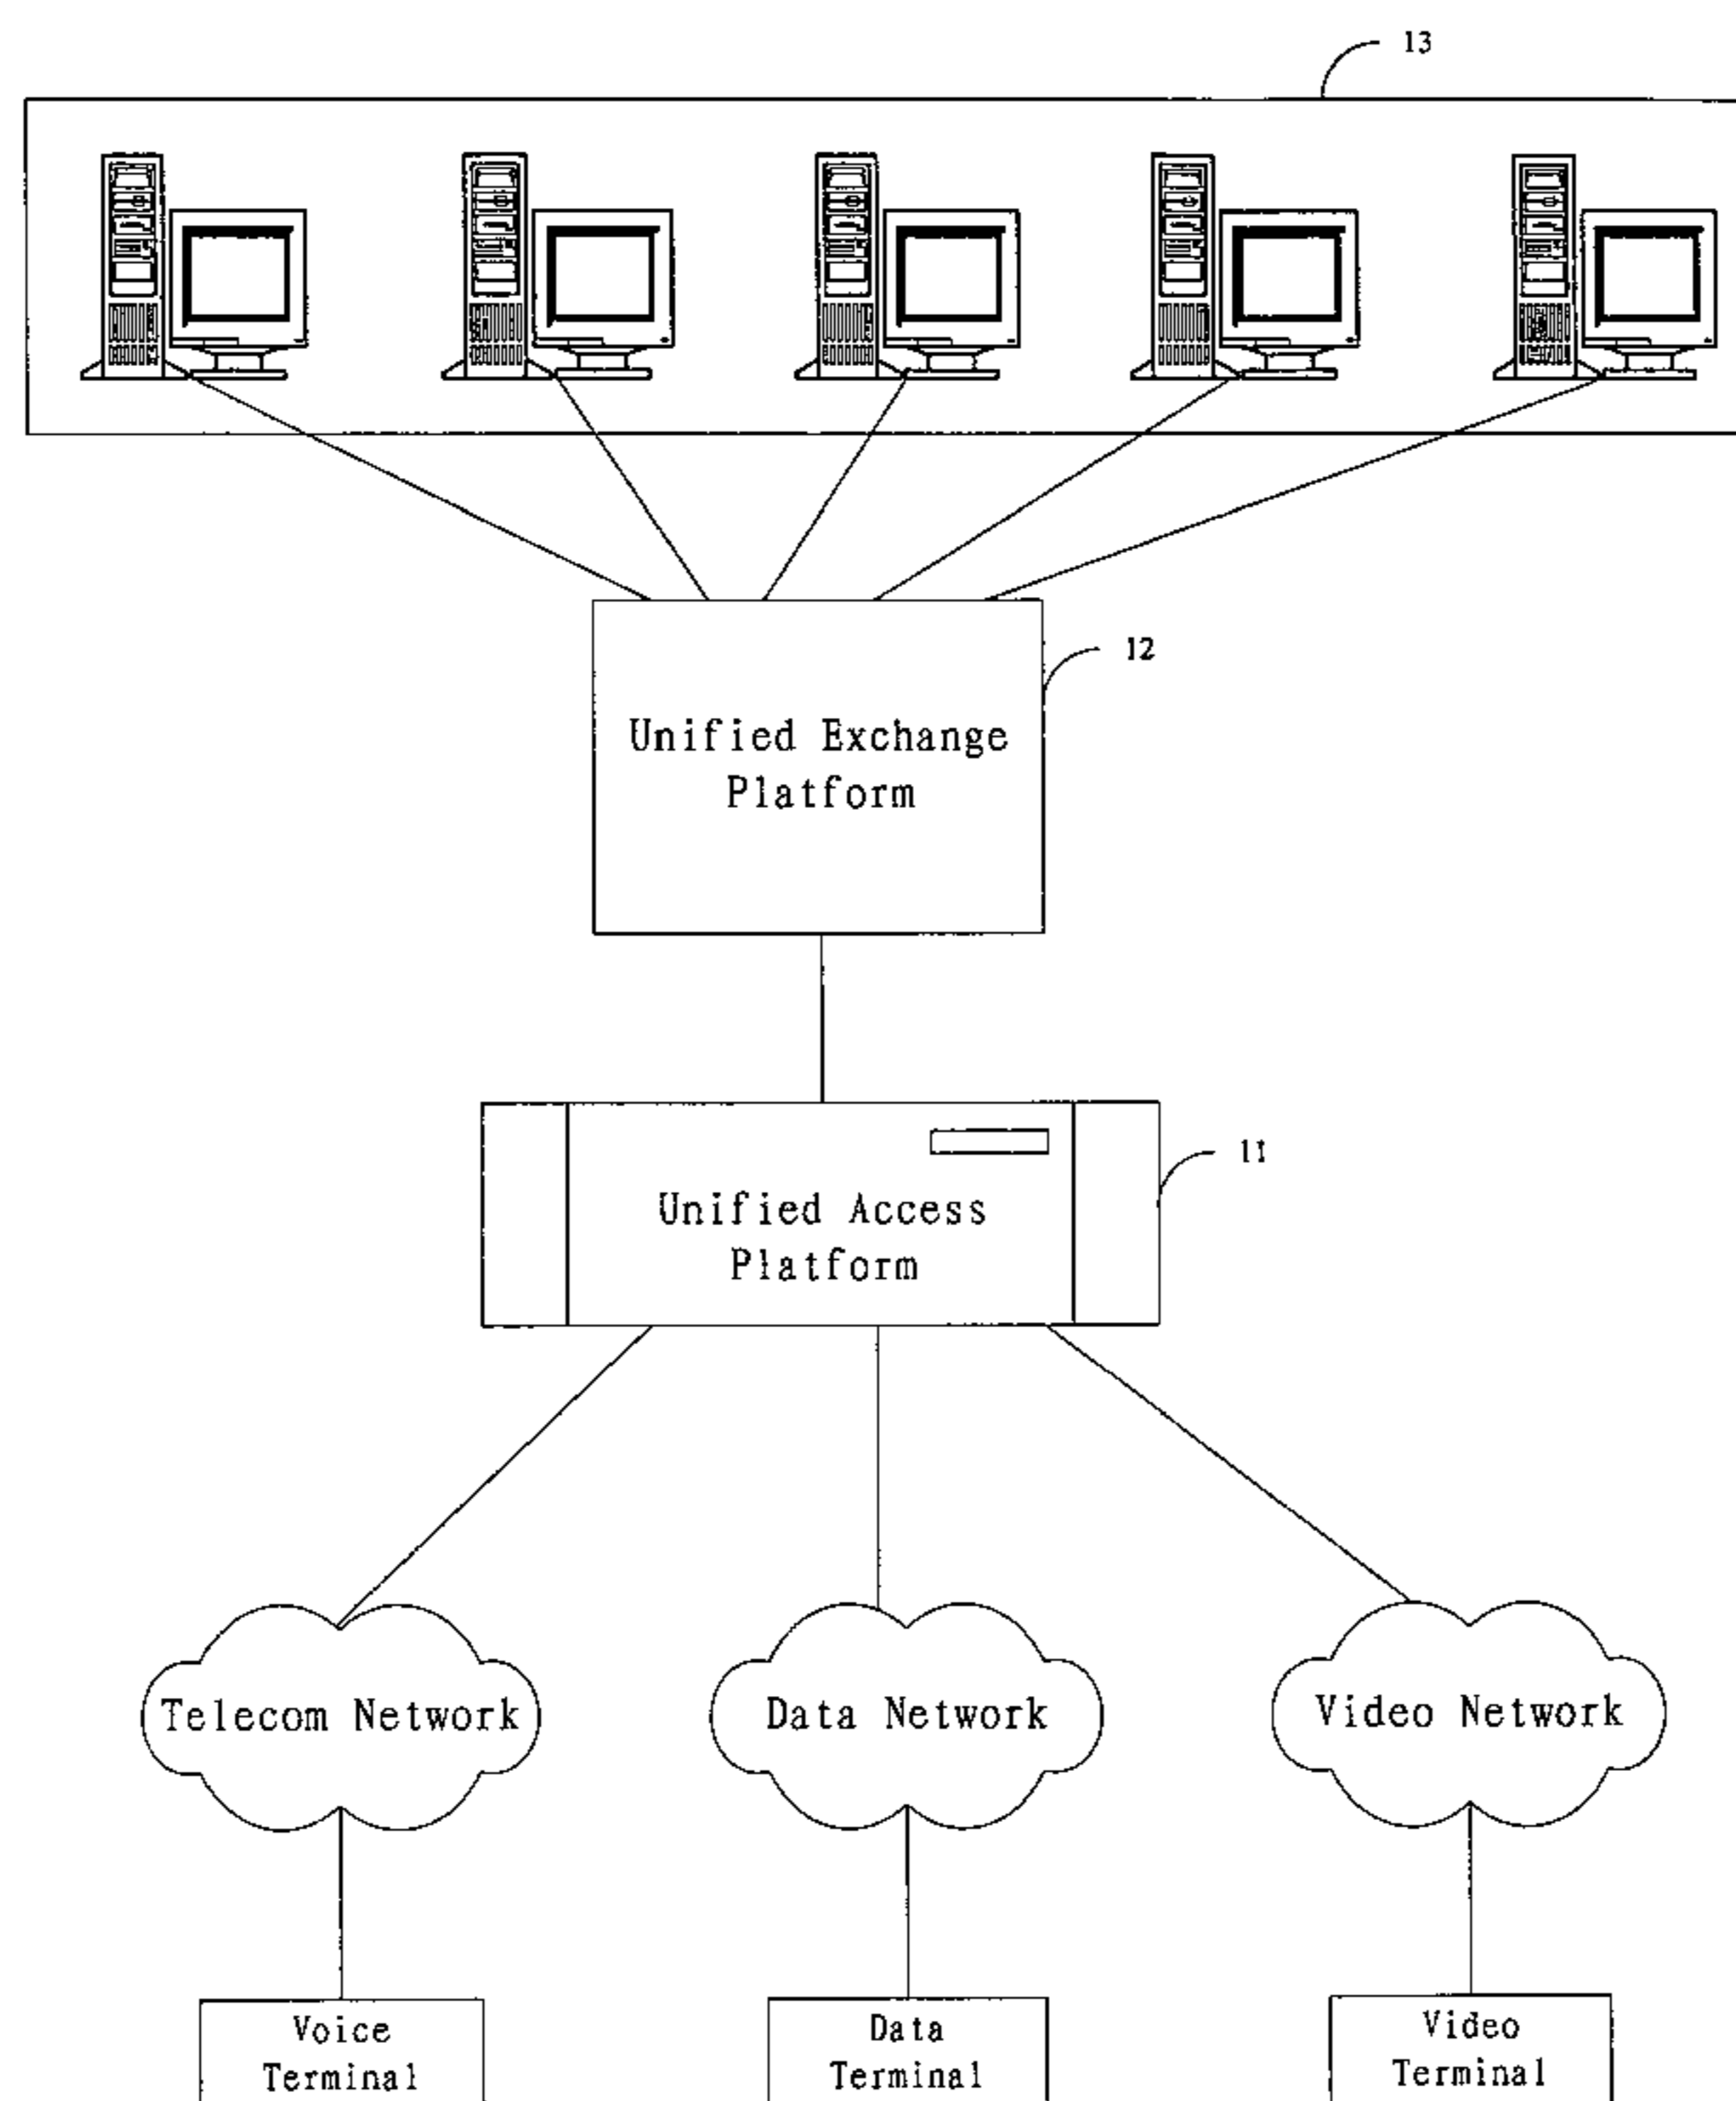 13
12
Unified Exchange
Platform
11
Unified Access
Platform
Telecom Network
Data Network
Video Network
Voice
Terminal
Data
Terminal
Video
Terminal